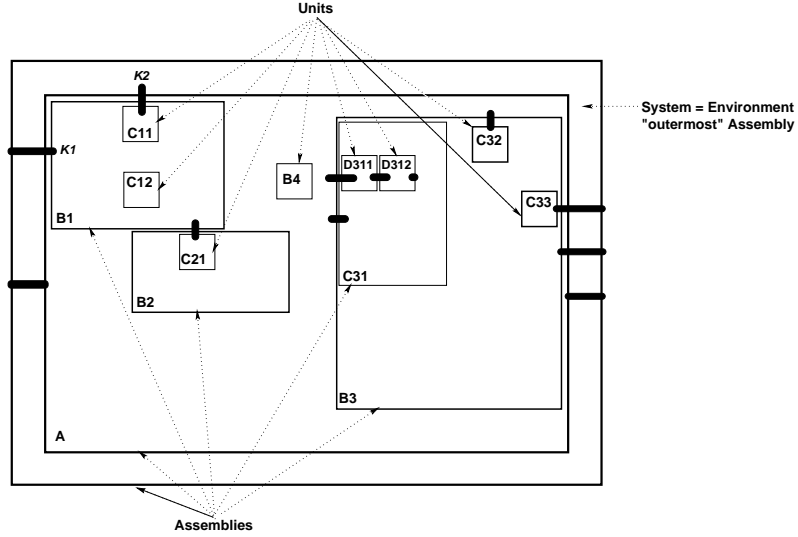 Units
K2
System = Environment
"outermost" Assembly
C11
C32
K1
D311
D312
C12
B4
C33
B1
C21
C31
B2
B3
A
Assemblies